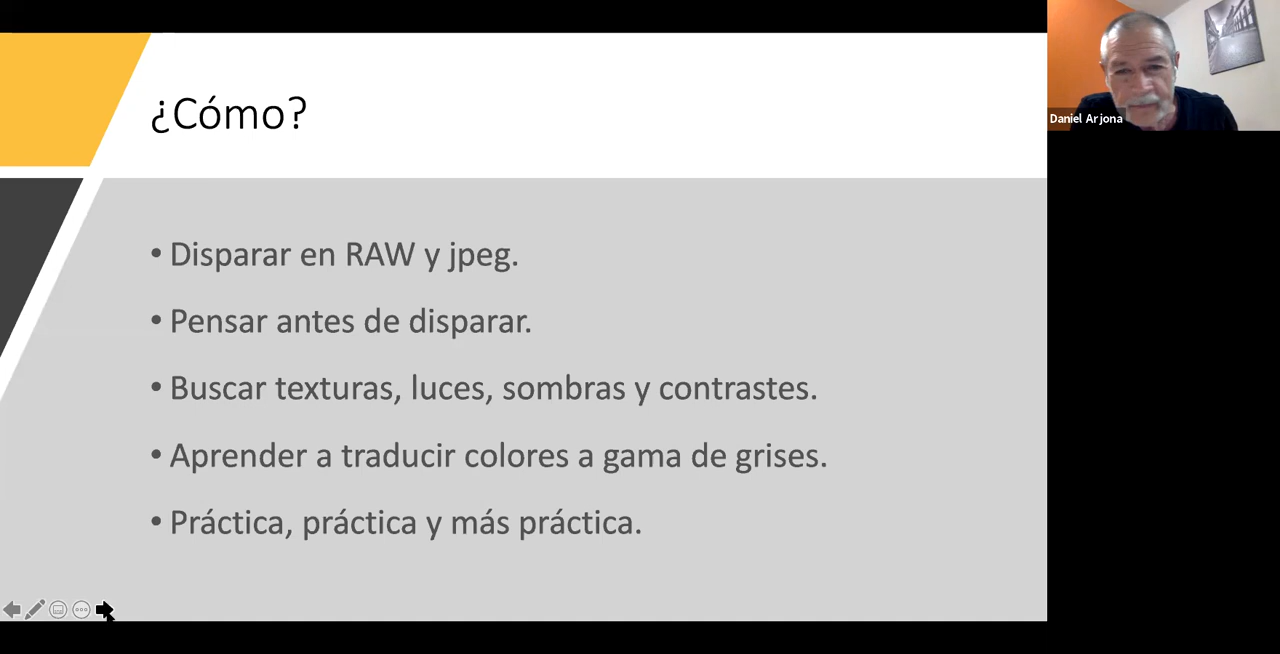 ¿Cómo?
• Disparar en RAW y jpeg.
• Pensar antes de disparar.
• Buscar texturas, luces, sombras y contrastes.
• Aprender a traducir colores a gama de grises.
• Práctica, práctica y más práctica.
Daniel Arjona